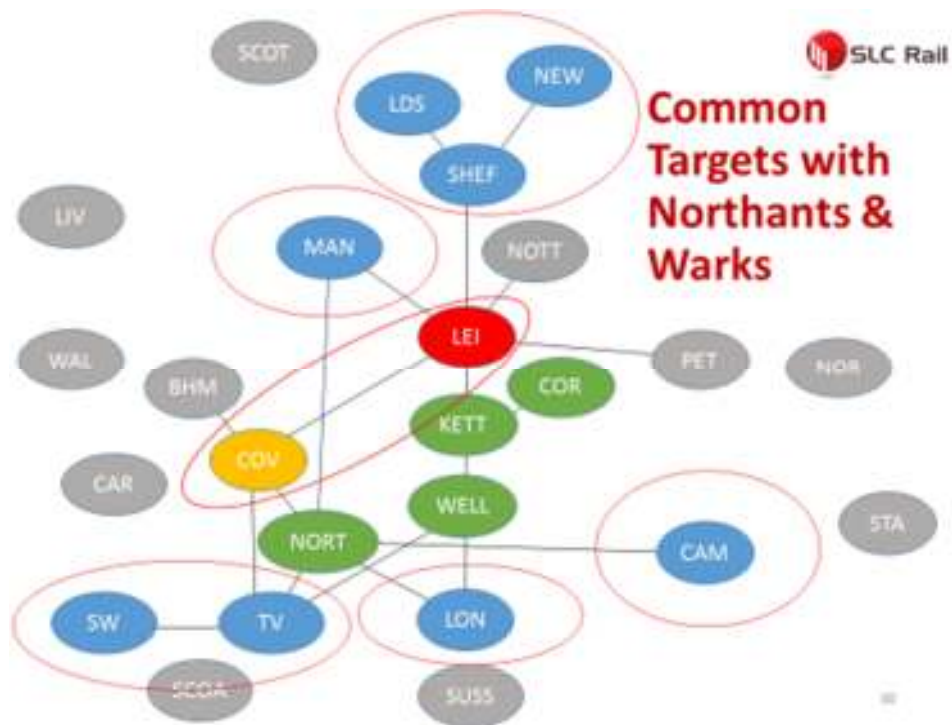 SCOT
SLC Rail
NEW
LDS
Common
Targets with
Northants &
Warks
SHEF
LIV
MAN
NOTT
LEI
WAL
PET
NOR
BHM
COR
KETT
COV
CAR
WELL
STA
NORT
CAM
SW
TV
LON
SCOA
SUSS